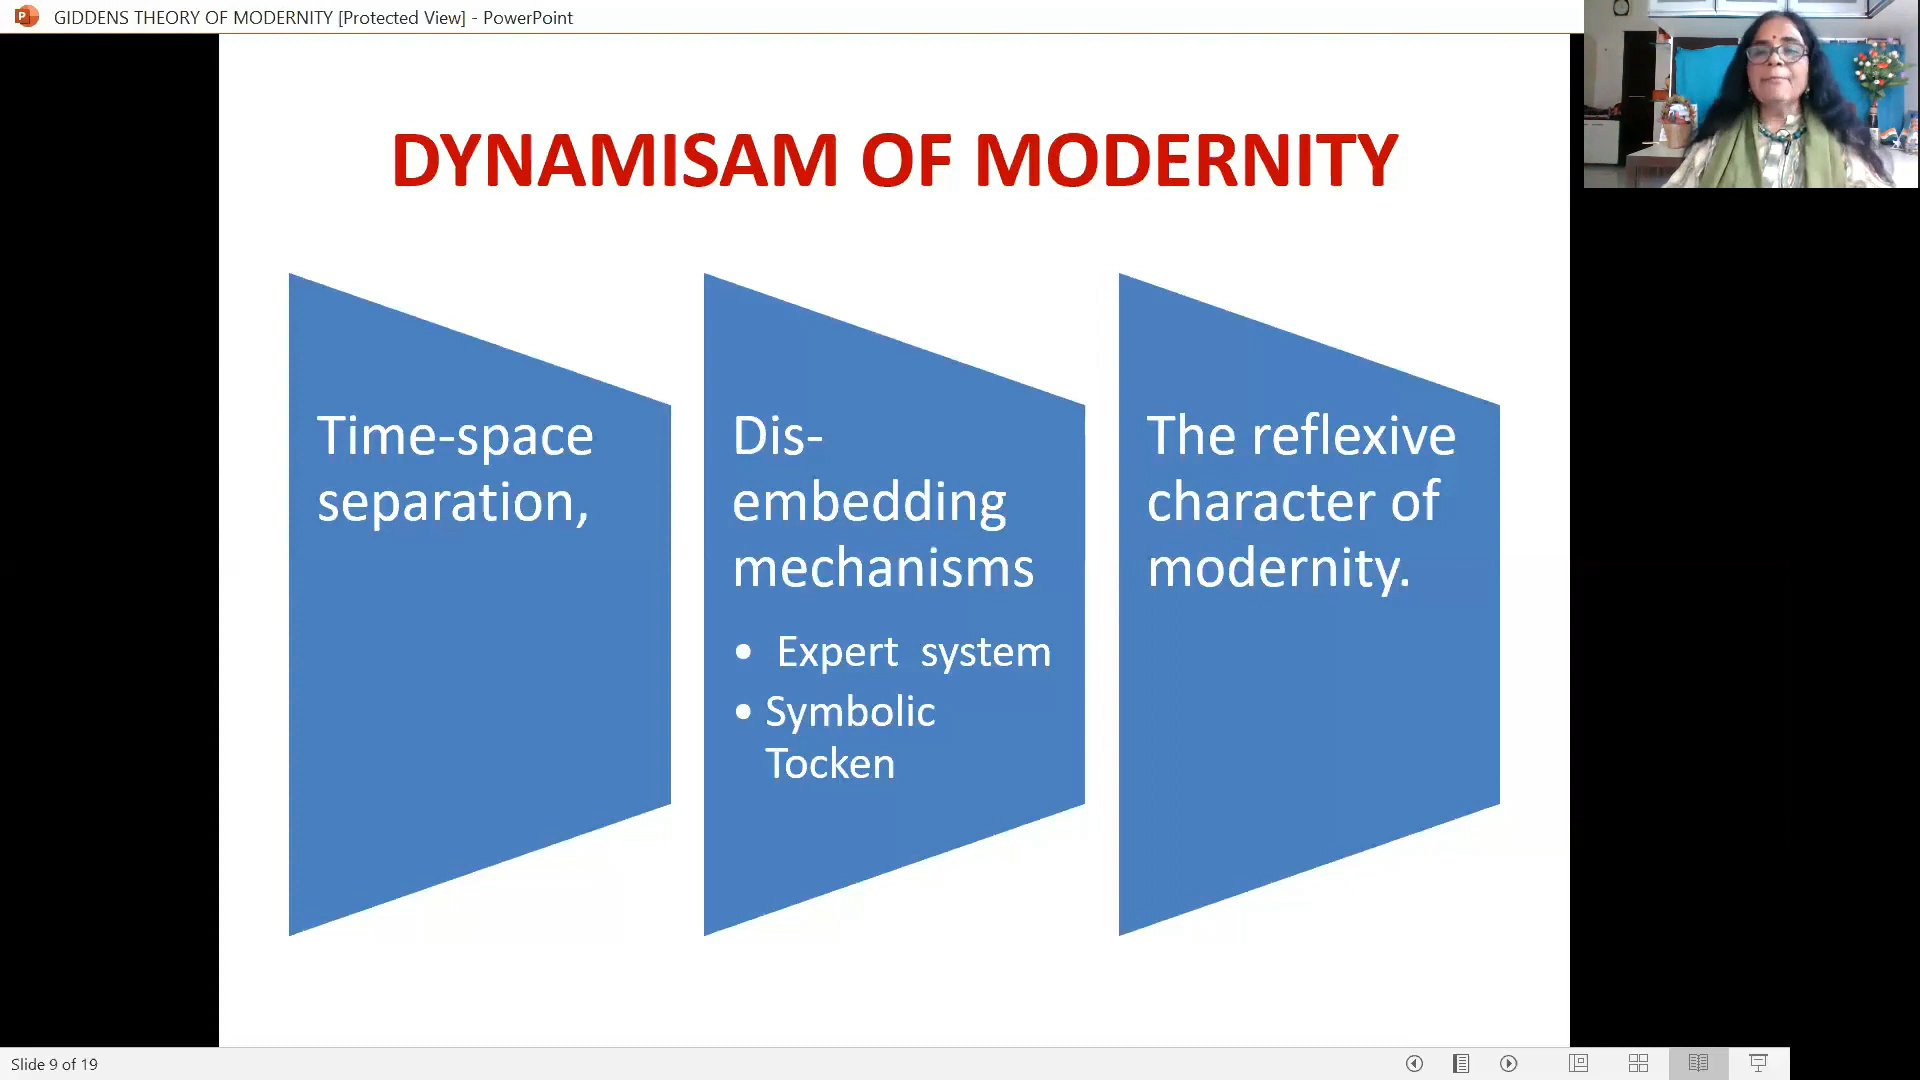 GIDDENS THEORY OF MODERNITY [Protected View] - PowerPoint
DYNAMISAM OF MODERNITY
Time-space
separation,
Dis-
embedding
mechanisms
• Expert system
• Symbolic
Tocken
The reflexive
character of
modernity.
Slide 9 of 19